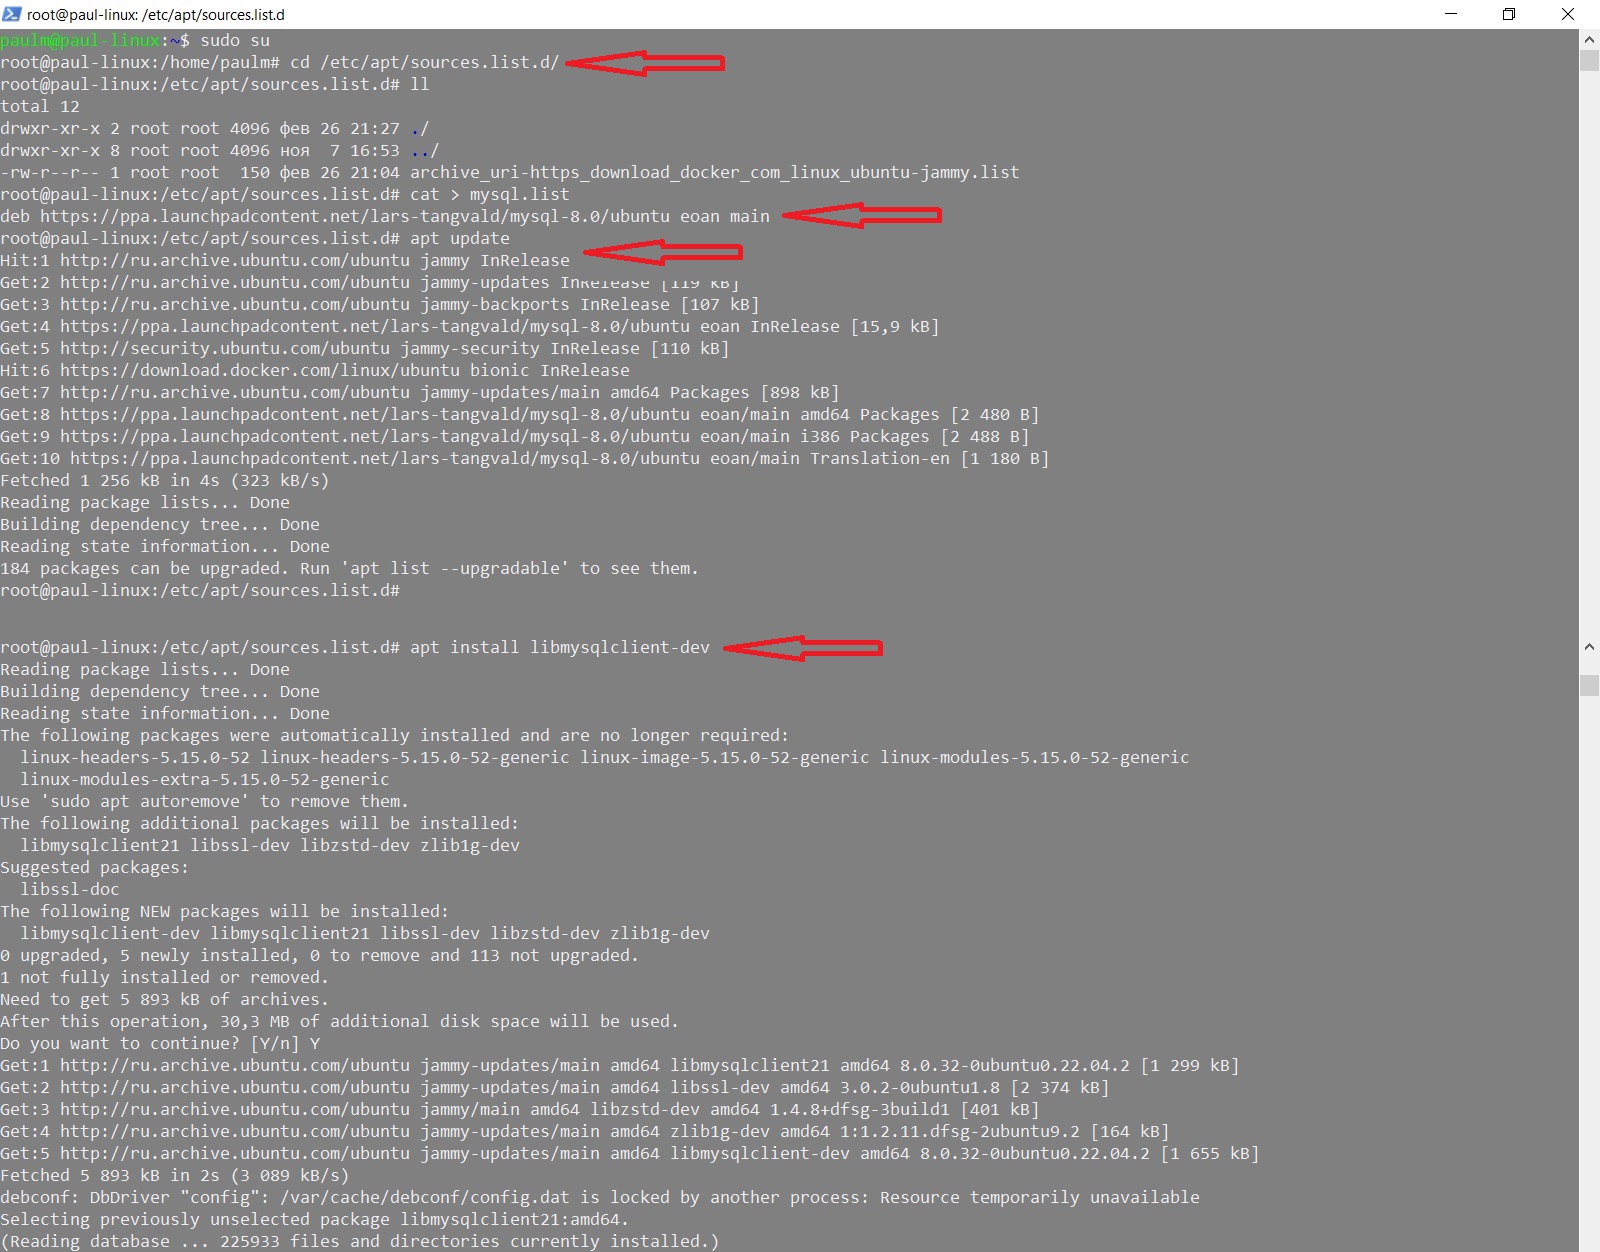 root@paul-linux: /etc/apt/sources.list.d
paulm@paul-linux:~$ sudo su
root@paul-linux:/home/paulm# cd /etc/apt/sources.list.d/
root@paul-linux:/etc/apt/sources.list.d# ll
total 12
drwxr-xr-x 2 root root 4096 фев 26 21:27 ./
drwxr-xr-x 8 root root 4096 ноя  7 16:53 ../
-rw-r--r-- 1 root root  150 фев 26 21:04 archive_uri-https_download_docker_com_linux_ubuntu-jammy.list
root@paul-linux:/etc/apt/sources.list.d# cat > mysql.list
deb https://ppa.launchpadcontent.net/lars-tangvald/mysql-8.0/ubuntu eoan main
root@paul-linux:/etc/apt/sources.list.d# apt update
Hit:1 http://ru.archive.ubuntu.com/ubuntu jammy InRelease
Get:2 http://ru.archive.ubuntu.com/ubuntu jammy-updates InRelease [119 kB]
Get:3 http://ru.archive.ubuntu.com/ubuntu jammy-backports InRelease [107 kB]
Get:4 https://ppa.launchpadcontent.net/lars-tangvald/mysql-8.0/ubuntu eoan InRelease [15,9 kB]
Get:5 http://security.ubuntu.com/ubuntu jammy-security InRelease [110 kB]
Hit:6 https://download.docker.com/linux/ubuntu bionic InRelease
Get:7 http://ru.archive.ubuntu.com/ubuntu jammy-updates/main amd64 Packages [898 kB]
Get:8 https://ppa.launchpadcontent.net/lars-tangvald/mysql-8.0/ubuntu eoan/main amd64 Packages [2 480 B]
Get:9 https://ppa.launchpadcontent.net/lars-tangvald/mysql-8.0/ubuntu eoan/main i386 Packages [2 488 B]
Get:10 https://ppa.launchpadcontent.net/lars-tangvald/mysql-8.0/ubuntu eoan/main Translation-en [1 180 B]
Fetched 1 256 kB in 4s (323 kB/s)
Reading package lists... Done
Building dependency tree... Done
Reading state information... Done
184 packages can be upgraded. Run 'apt list --upgradable' to see them.
root@paul-linux:/etc/apt/sources.list.d#
root@paul-linux:/etc/apt/sources.list.d# apt install libmysqlclient-dev
Reading package lists... Done
Building dependency tree... Done
Reading state information... Done
The following packages were automatically installed and are no longer required:
  linux-headers-5.15.0-52 linux-headers-5.15.0-52-generic linux-image-5.15.0-52-generic linux-modules-5.15.0-52-generic
  linux-modules-extra-5.15.0-52-generic
Use 'sudo apt autoremove' to remove them.
The following additional packages will be installed:
  libmysqlclient21 libssl-dev libzstd-dev zlib1g-dev
Suggested packages:
  libssl-doc
The following NEW packages will be installed:
  libmysqlclient-dev libmysqlclient21 libssl-dev libzstd-dev zlib1g-dev
0 upgraded, 5 newly installed, 0 to remove and 113 not upgraded.
1 not fully installed or removed.
Need to get 5 893 kB of archives.
After this operation, 30,3 MB of additional disk space will be used.
Do you want to continue? [Y/n] Y
Get:1 http://ru.archive.ubuntu.com/ubuntu jammy-updates/main amd64 libmysqlclient21 amd64 8.0.32-0ubuntu0.22.04.2 [1 299 kB]
Get:2 http://ru.archive.ubuntu.com/ubuntu jammy-updates/main amd64 libssl-dev amd64 3.0.2-0ubuntu1.8 [2 374 kB]
Get:3 http://ru.archive.ubuntu.com/ubuntu jammy/main amd64 libzstd-dev amd64 1.4.8+dfsg-3build1 [401 kB]
Get:4 http://ru.archive.ubuntu.com/ubuntu jammy-updates/main amd64 zlib1g-dev amd64 1:1.2.11.dfsg-2ubuntu9.2 [164 kB]
Get:5 http://ru.archive.ubuntu.com/ubuntu jammy-updates/main amd64 libmysqlclient-dev amd64 8.0.32-0ubuntu0.22.04.2 [1 655 kB]
Fetched 5 893 kB in 2s (3 089 kB/s)
debconf: DbDriver "config": /var/cache/debconf/config.dat is locked by another process: Resource temporarily unavailable
Selecting previously unselected package libmysqlclient21:amd64.
(Reading database ... 225933 files and directories currently installed.)